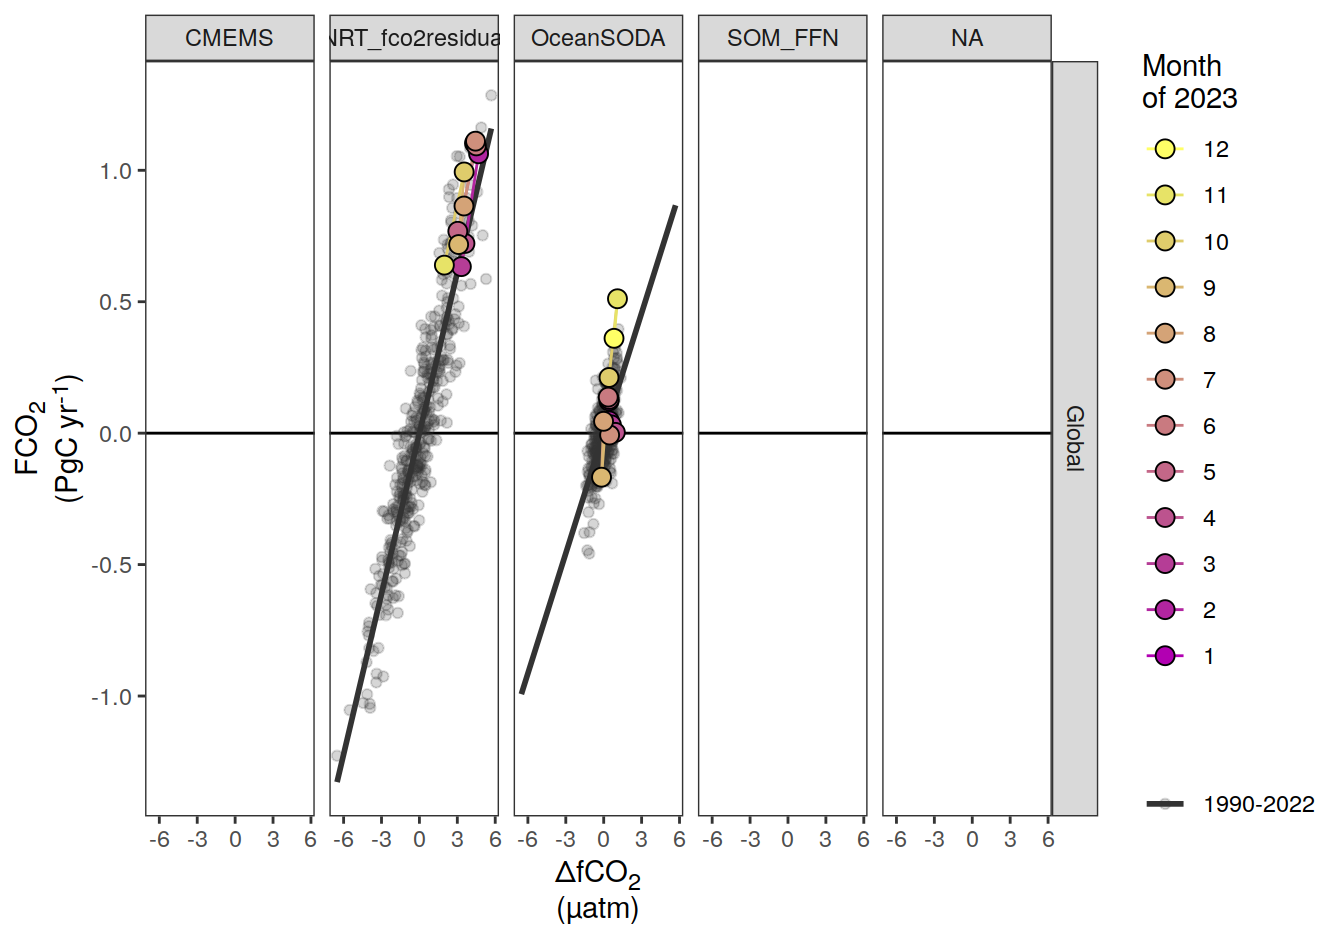 CMEMS NRT_fco2residua OceanSODA SOM_FFN NA
Global
1.0
0.5
0.0
-0.5
-1.0
FCO2
(PgC yr-1)
-6 -3 0 3 6 -6 -3 0 3 6 -6 -3 0 3 6 -6 -3 0 3 6 -6 -3 0 3 6
ΔfCO2
(µatm)
Month
of 2023
12
11
10
9
8
7
6
5
4
3
2
1
1990-2022